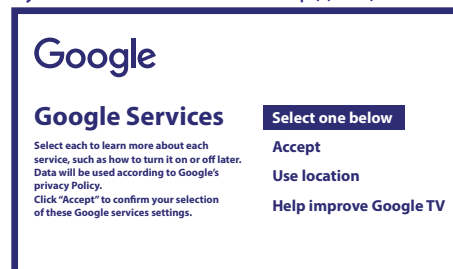 Google
Google Services
Select each to learn more about each
service, such as how to turn it on or off later.
Data will be used according to Google's
privacy Policy.
Click “Accept” to confirm your selection
of these Google services settings.
Select one below
Accept
Use location
Help improve Google TV